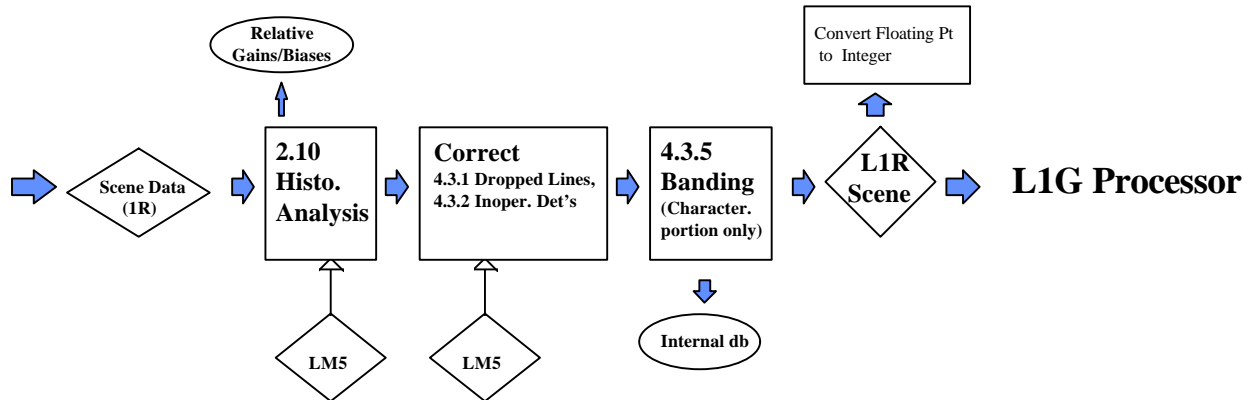 Relative
Gains/Biases
Convert Floating Pt
to Integer
Scene Data
(1R)
2.10
Histo.
Analysis
Correct
4.3.1 Dropped Lines,
4.3.2 Inoper. Det's
4.3.5
Banding
(Character.
portion only)
L1R
Scene
L1G Processor
LM5
LM5
Internal db